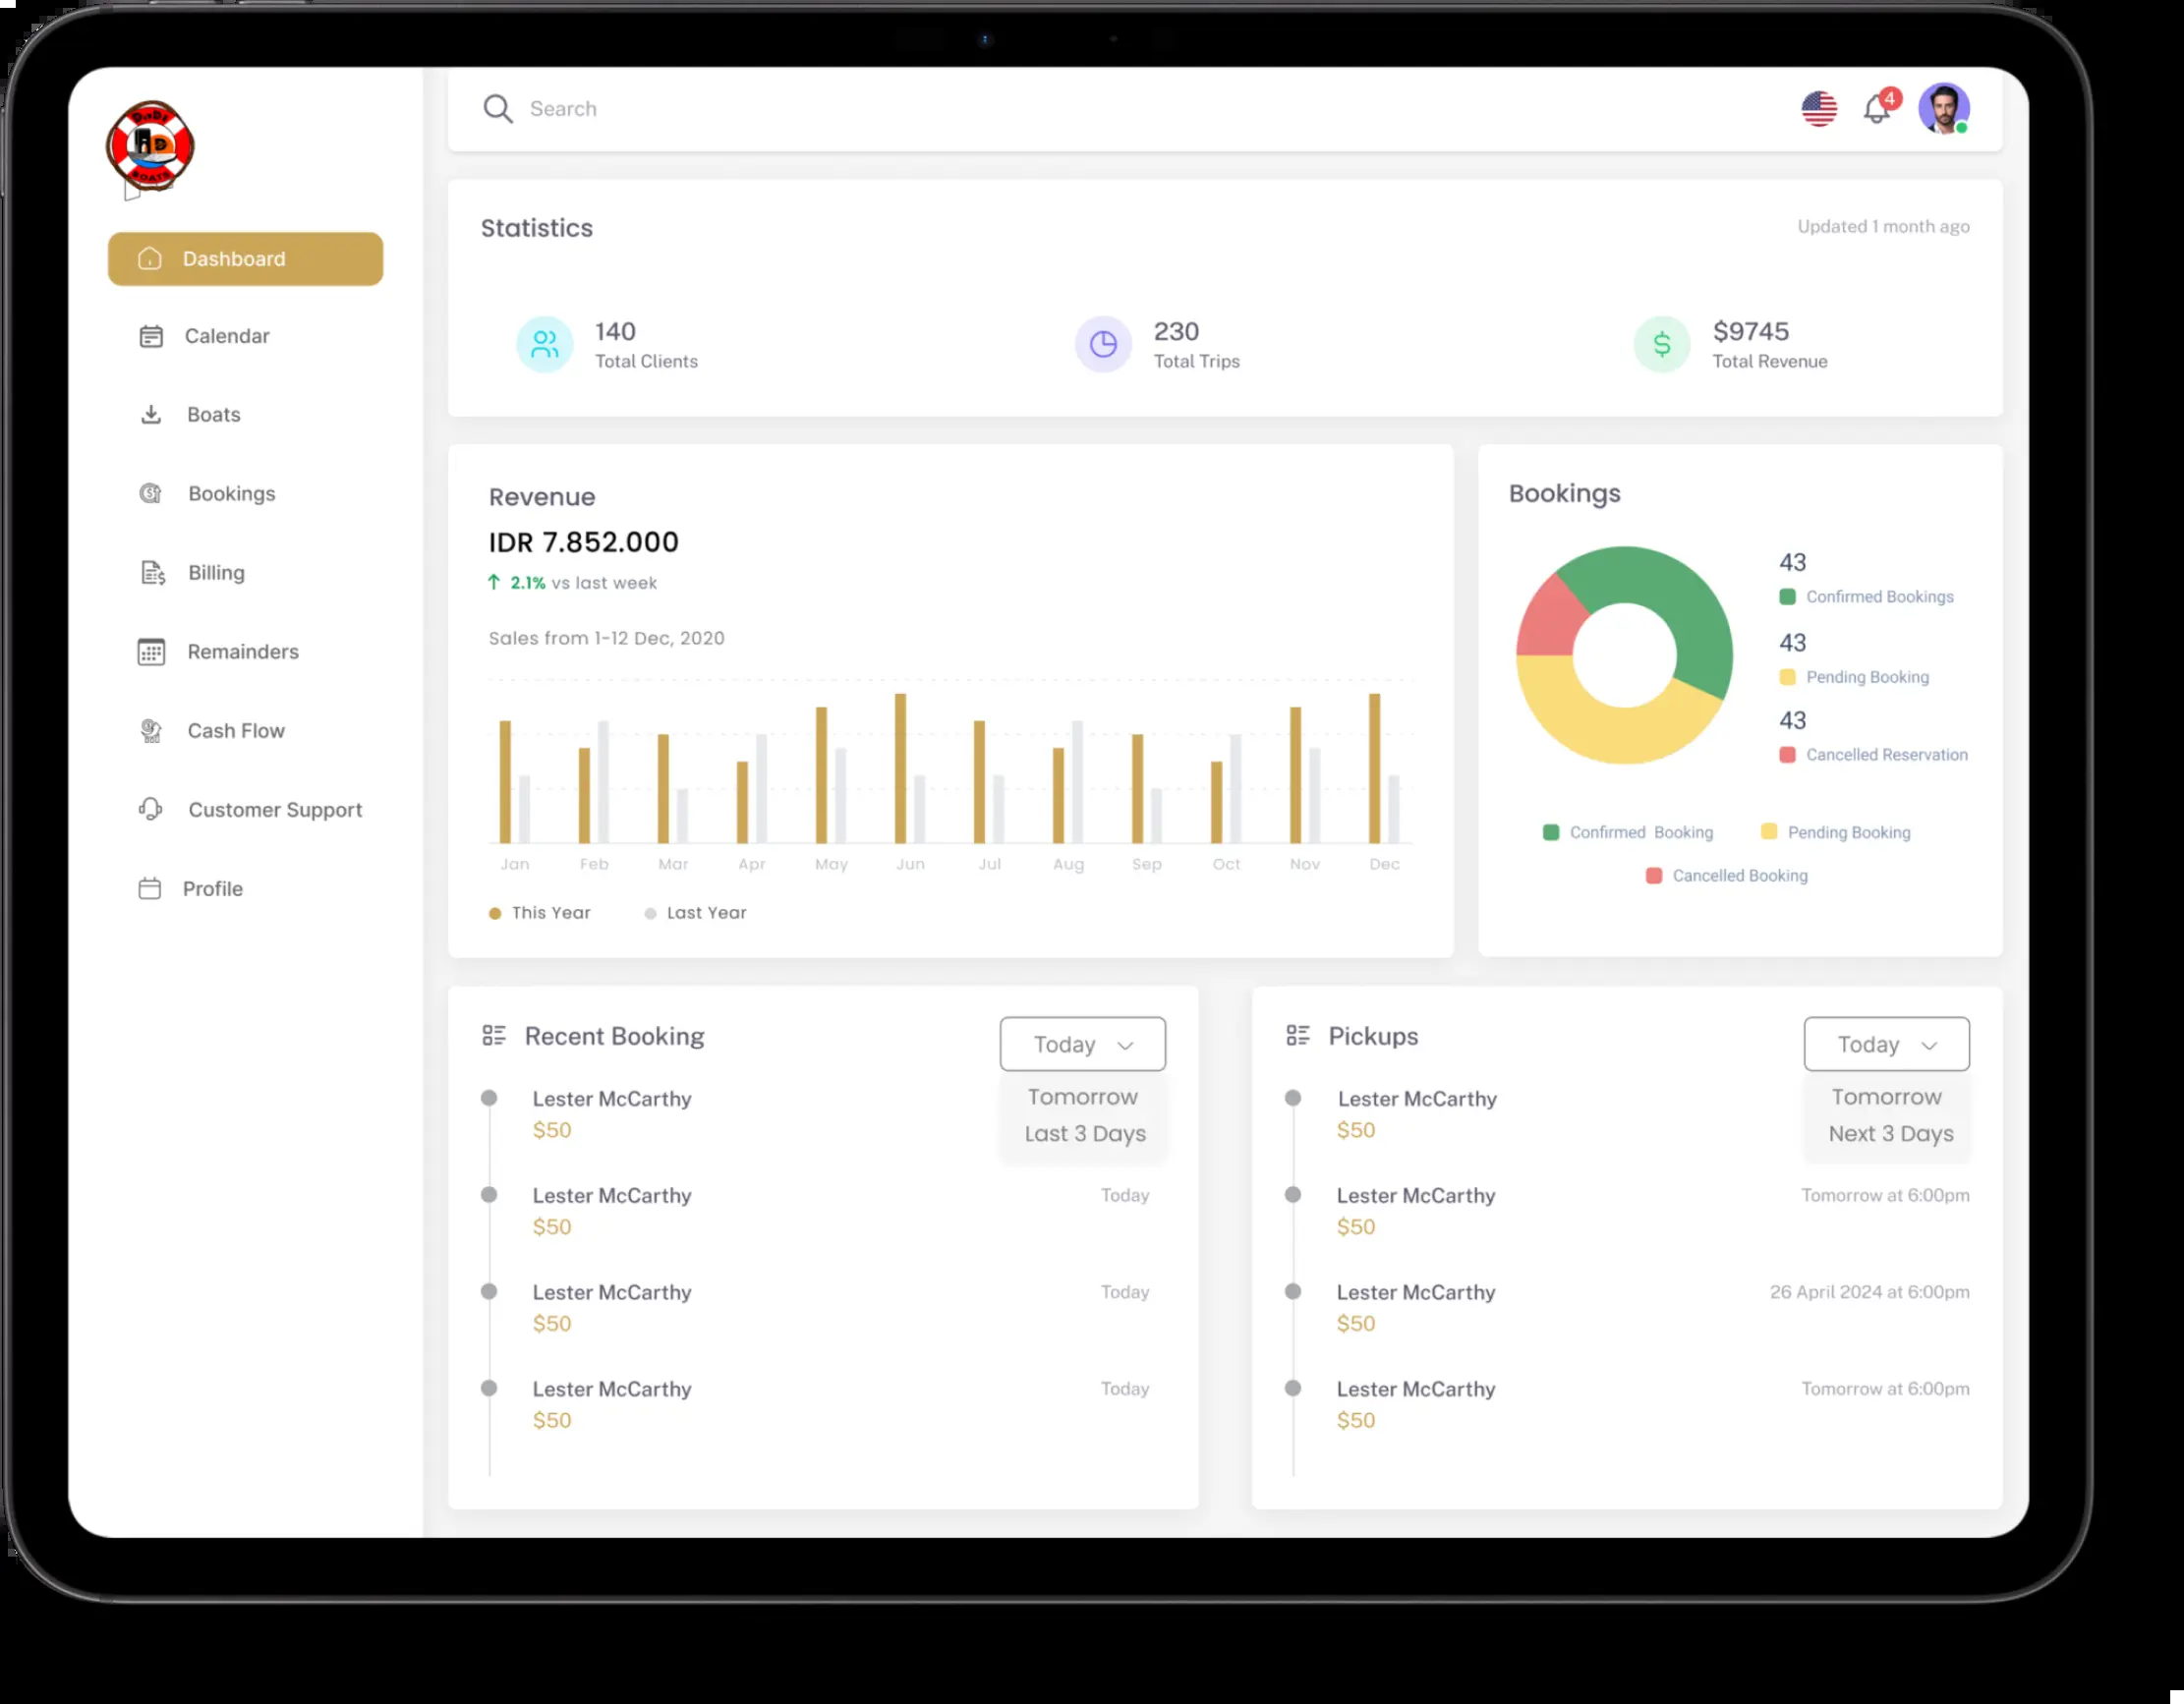 DADS
HD
BOATS
Search
4
Dashboard
Calendar
Boats
Bookings
Billing
Remainders
Cash Flow
Customer Support
Profile
Statistics
Updated 1 month ago
140
Total Clients
230
Total Trips
$9745
Total Revenue
Revenue
IDR 7.852.000
2.1% vs last week
Sales from 1-12 Dec, 2020
Jan Feb Mar Apr May Jun Jul Aug Sep Oct Nov Dec
This Year Last Year
Bookings
43
Confirmed Bookings
43
Pending Booking
43
Cancelled Reservation
Confirmed Booking Pending Booking
Cancelled Booking
Recent Booking
Today
Tomorrow
Last 3 Days
Lester McCarthy
$50
Lester McCarthy Today
$50
Lester McCarthy Today
$50
Lester McCarthy Today
$50
Pickups
Today
Tomorrow
Next 3 Days
Lester McCarthy
$50
Lester McCarthy Tomorrow at 6:00pm
$50
Lester McCarthy 26 April 2024 at 6:00pm
$50
Lester McCarthy Tomorrow at 6:00pm
$50